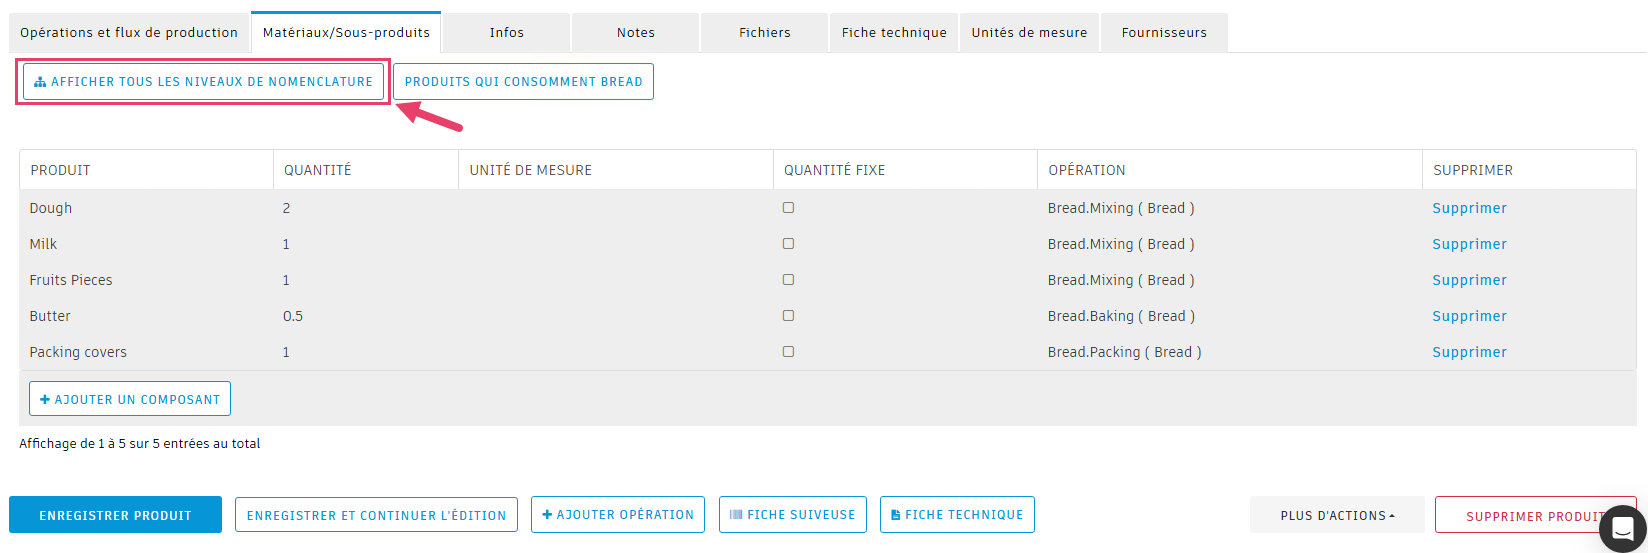 Opérations et flux de production Matériaux/Sous-produits Infos Notes Fichiers Fiche technique Unités de mesure Fournisseurs
AFFICHER TOUS LES NIVEAUX DE NOMENCLATURE PRODUITS QUI CONSOMMENT BREAD
PRODUIT QUANTITÉ UNITÉ DE MESURE QUANTITÉ FIXE OPÉRATION SUPPRIMER
Dough 2 Bread.Mixing ( Bread ) Supprimer
Milk 1 Bread.Mixing ( Bread ) Supprimer
Fruits Pieces 1 Bread.Mixing ( Bread ) Supprimer
Butter 0.5 Bread.Baking ( Bread ) Supprimer
Packing covers 1 Bread.Packing ( Bread ) Supprimer
+ AJOUTER UN COMPOSANT
Affichage de 1 à 5 sur 5 entrées au total
ENREGISTRER PRODUIT ENREGISTRER ET CONTINUER L'ÉDITION + AJOUTER OPÉRATION FICHE SUIVEUSE FICHE TECHNIQUE PLUS D'ACTIONS SUPPRIMER PRODUIT